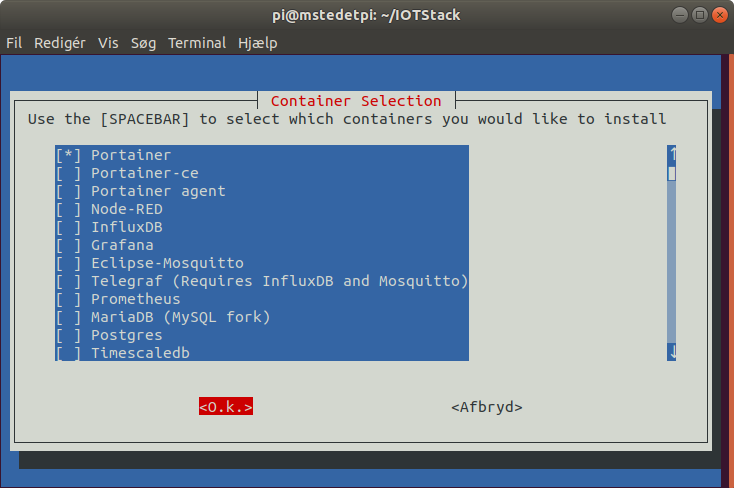 pi@mstedetpi: ~/IOTStack
Fil Redigér Vis Søg Terminal Hjælp
Container Selection
Use the [SPACEBAR] to select which containers you would like to install
[*] Portainer
[ ] Portainer-ce
[ ] Portainer agent
[ ] Node-RED
[ ] InfluxDB
[ ] Grafana
[ ] Eclipse-Mosquitto
[ ] Telegraf (Requires InfluxDB and Mosquitto)
[ ] Prometheus
[ ] MariaDB (MySQL fork)
[ ] Postgres
[ ] Timescaledb
<O.k.> <Afbryd>